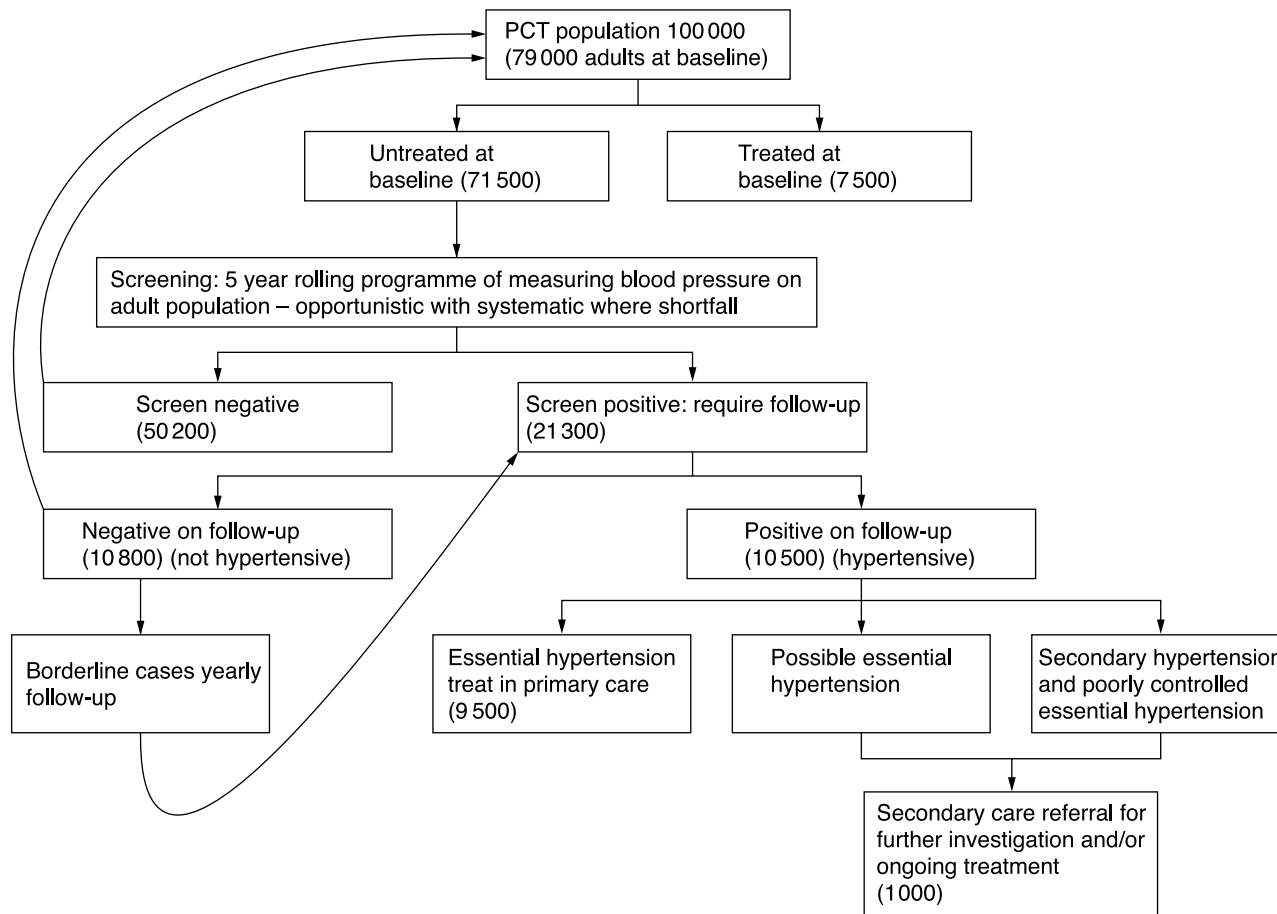 PCT population 100 000
(79 000 adults at baseline)
Untreated at
baseline (71 500)
Treated at
baseline (7 500)
Screening: 5 year rolling programme of measuring blood pressure on
adult population – opportunistic with systematic where shortfall
Screen negative
(50 200)
Screen positive: require follow-up
(21 300)
Negative on follow-up
(10 800) (not hypertensive)
Positive on follow-up
(10 500) (hypertensive)
Borderline cases yearly
follow-up
Essential hypertension
treat in primary care
(9 500)
Possible essential
hypertension
Secondary hypertension
and poorly controlled
essential hypertension
Secondary care referral for
further investigation and/or
ongoing treatment
(1000)